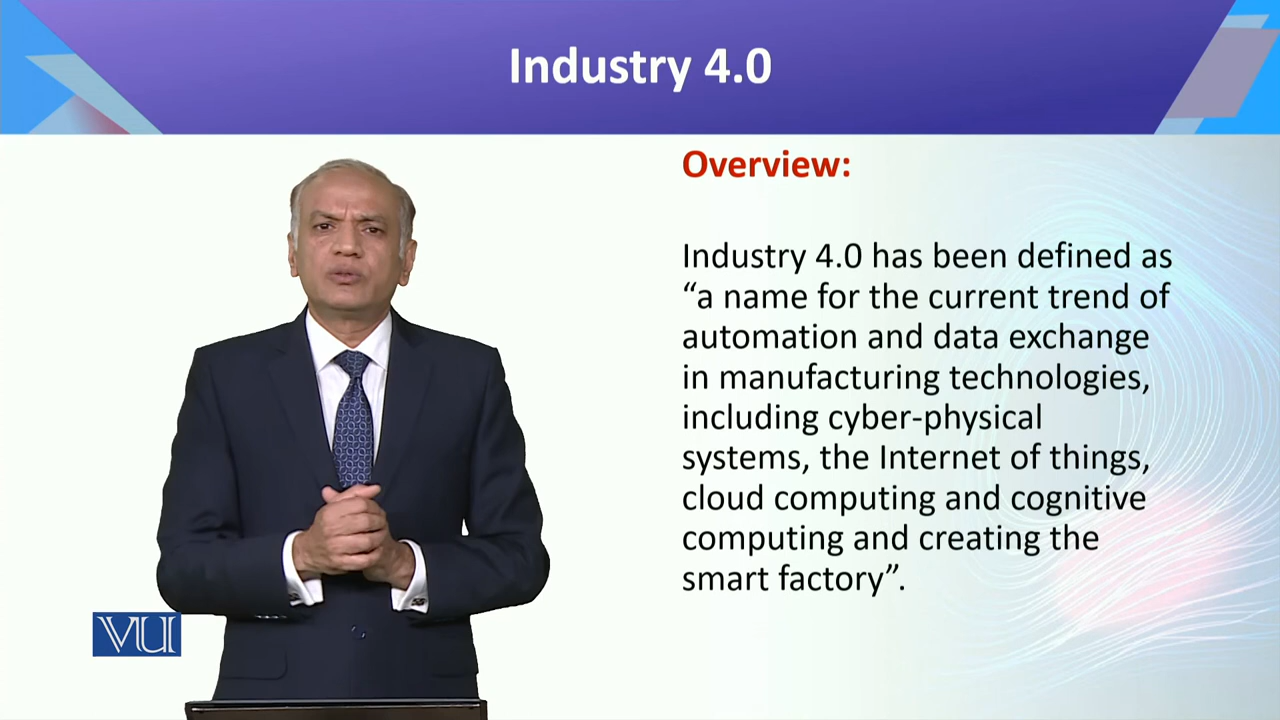 Industry 4.0
Overview:
Industry 4.0 has been defined as
“a name for the current trend of
automation and data exchange
in manufacturing technologies,
including cyber-physical
systems, the Internet of things,
cloud computing and cognitive
computing and creating the
smart factory”.
VU